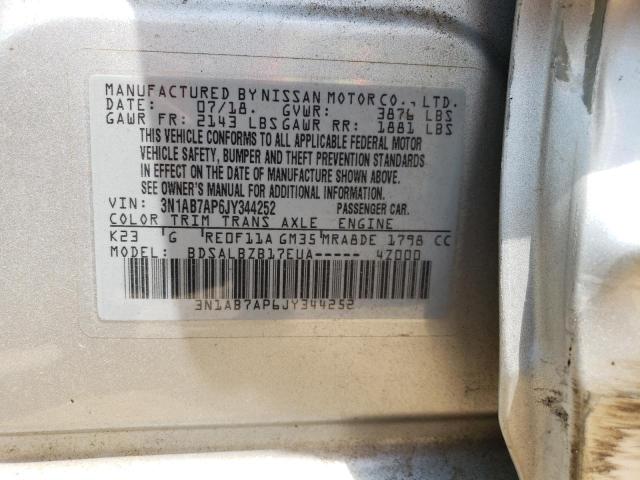 MANUFACTURED BY NISSAN MOTOR CO., LTD.
DATE: 07/18. GVWR: 3876 LBS
GAWR FR: 2143 LBS GAWR RR: 1881 LBS
THIS VEHICLE CONFORMS TO ALL APPLICABLE FEDERAL MOTOR
VEHICLE SAFETY, BUMPER AND THEFT PREVENTION STANDARDS
IN EFFECT ON THE DATE OF MANUFACTURE SHOWN ABOVE.
SEE OWNER'S MANUAL FOR ADDITIONAL INFORMATION.
VIN: 3N1AB7AP6JY344252 PASSENGER CAR.
COLOR TRIM TRANS AXLE ENGINE
K23 G RE0F11A GM35 MRA8DE 1798 CC
MODEL: BDSALBZB17EUA----- 4Z000
3N1AB7AP6JY344252